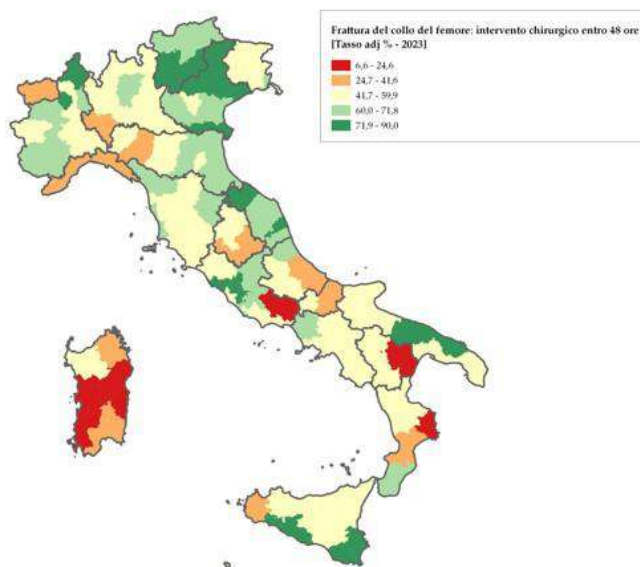 Frattura del collo del femore: intervento chirurgico entro 48 ore
[Tasso adj % - 2023]
6,6 - 24,6
24,7 - 41,6
41,7 - 59,9
60,0 - 71,8
71,9 - 90,0